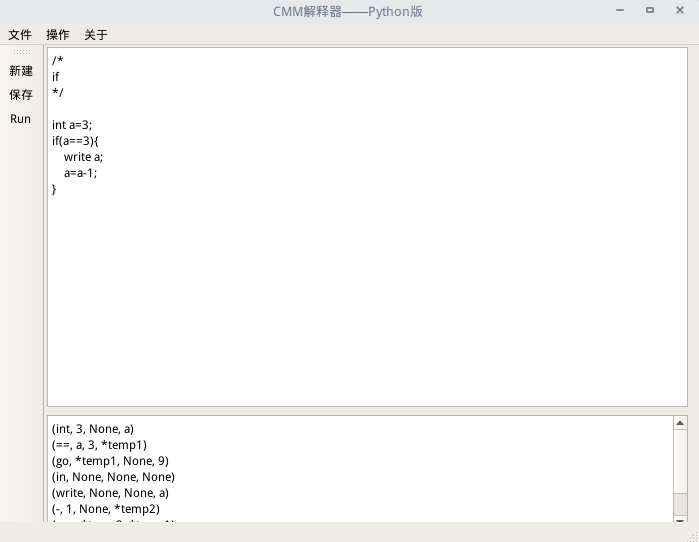 CMM解释器——Python版
文件 操作 关于
新建
保存
Run
/*
if
*/
int a=3;
if(a==3){
write a;
a=a-1;
}
(int, 3, None, a)
(==, a, 3, *temp1)
(go, *temp1, None, 9)
(in, None, None, None)
(write, None, None, a)
(-, 1, None, *temp2)